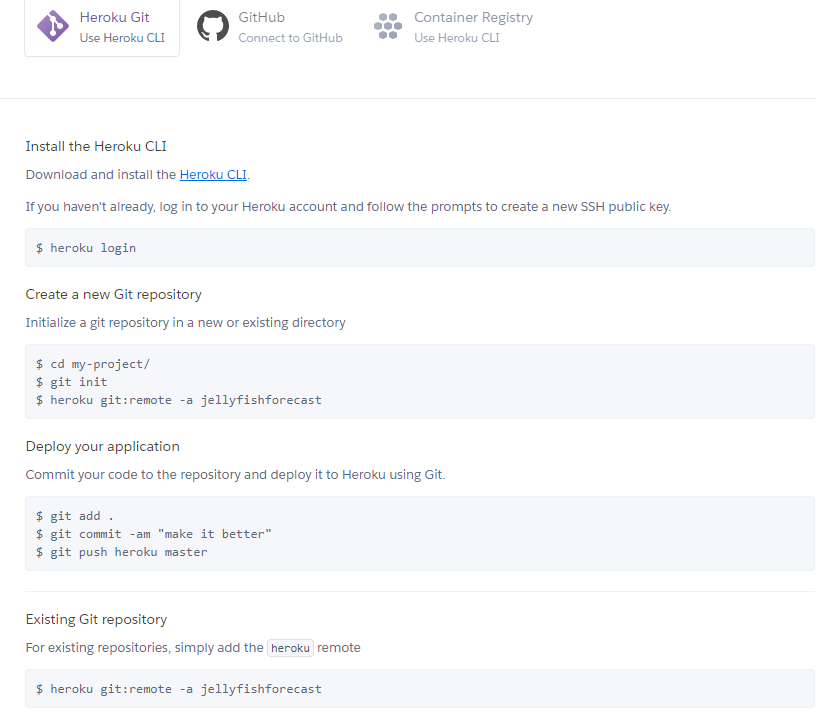 Heroku Git
Use Heroku CLI
GitHub
Connect to GitHub
Container Registry
Use Heroku CLI
Install the Heroku CLI
Download and install the Heroku CLI.
If you haven't already, log in to your Heroku account and follow the prompts to create a new SSH public key.
$ heroku login
Create a new Git repository
Initialize a git repository in a new or existing directory
$ cd my-project/
$ git init
$ heroku git:remote -a jellyfishforecast
Deploy your application
Commit your code to the repository and deploy it to Heroku using Git.
$ git add .
$ git commit -am "make it better"
$ git push heroku master
Existing Git repository
For existing repositories, simply add the heroku remote
$ heroku git:remote -a jellyfishforecast